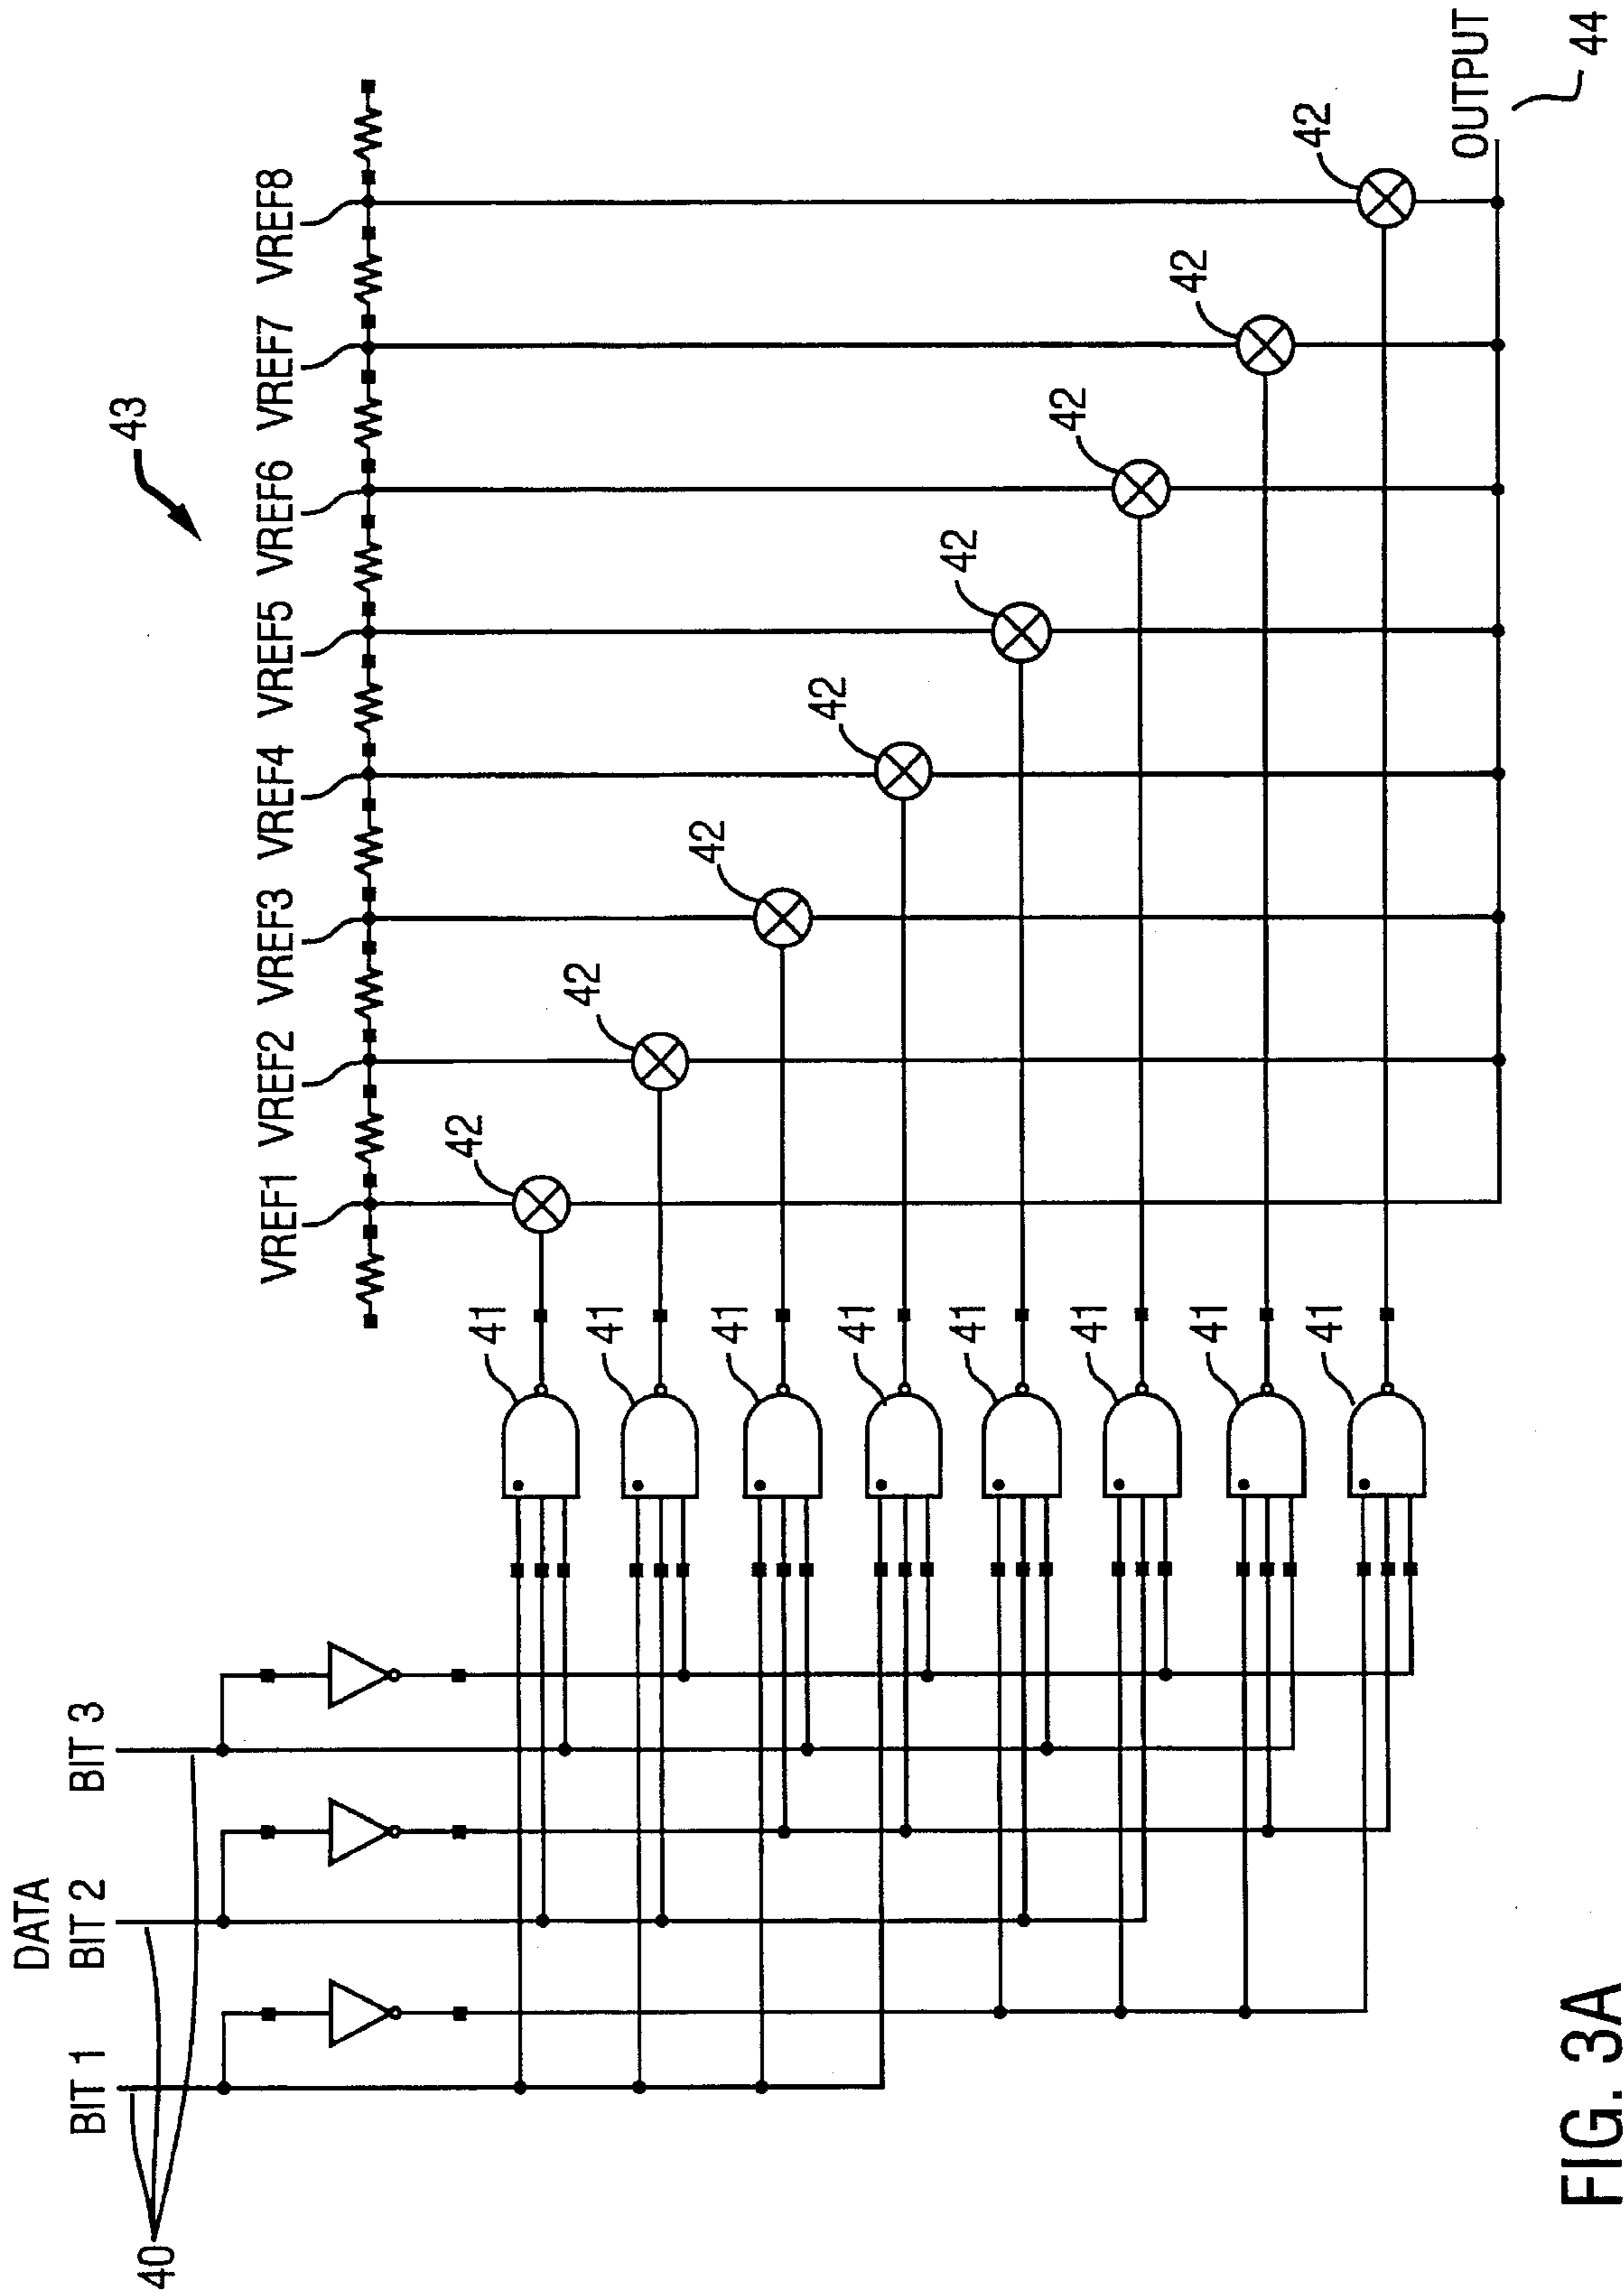 DATA
BIT 1
BIT 2
BIT 3
40
43
VREF1
VREF2
VREF3
VREF4
VREF5
VREF6
VREF7
VREF8
41
41
41
41
41
41
41
41
42
42
42
42
42
42
42
42
OUTPUT
44
FIG. 3A